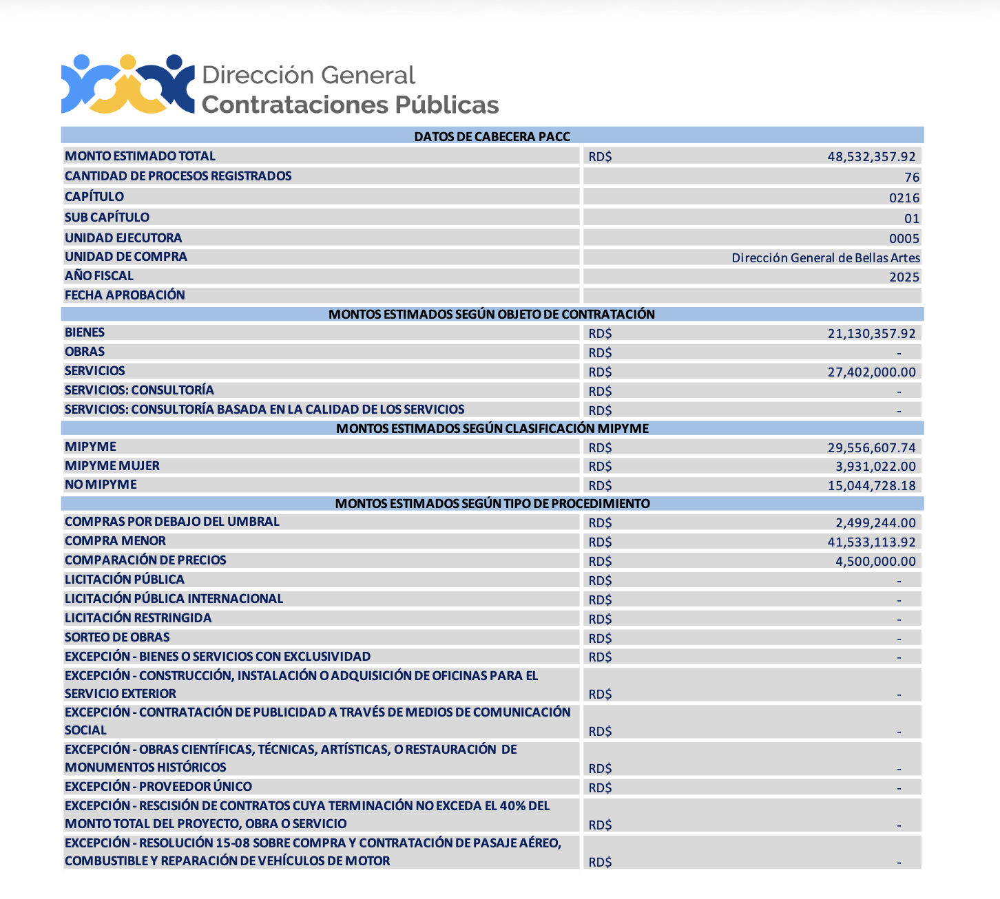 Dirección General
Contrataciones Públicas
DATOS DE CABECERA PACC
MONTO ESTIMADO TOTAL RD$ 48,532,357.92
CANTIDAD DE PROCESOS REGISTRADOS 76
CAPÍTULO 0216
SUB CAPÍTULO 01
UNIDAD EJECUTORA 0005
UNIDAD DE COMPRA Dirección General de Bellas Artes
AÑO FISCAL 2025
FECHA APROBACIÓN
MONTOS ESTIMADOS SEGÚN OBJETO DE CONTRATACIÓN
BIENES RD$ 21,130,357.92
OBRAS RD$ -
SERVICIOS RD$ 27,402,000.00
SERVICIOS: CONSULTORÍA RD$ -
SERVICIOS: CONSULTORÍA BASADA EN LA CALIDAD DE LOS SERVICIOS RD$ -
MONTOS ESTIMADOS SEGÚN CLASIFICACIÓN MIPYME
MIPYME RD$ 29,556,607.74
MIPYME MUJER RD$ 3,931,022.00
NO MIPYME RD$ 15,044,728.18
MONTOS ESTIMADOS SEGÚN TIPO DE PROCEDIMIENTO
COMPRAS POR DEBAJO DEL UMBRAL RD$ 2,499,244.00
COMPRA MENOR RD$ 41,533,113.92
COMPARACIÓN DE PRECIOS RD$ 4,500,000.00
LICITACIÓN PÚBLICA RD$ -
LICITACIÓN PÚBLICA INTERNACIONAL RD$ -
LICITACIÓN RESTRINGIDA RD$ -
SORTEO DE OBRAS RD$ -
EXCEPCIÓN - BIENES O SERVICIOS CON EXCLUSIVIDAD RD$ -
EXCEPCIÓN - CONSTRUCCIÓN, INSTALACIÓN O ADQUISICIÓN DE OFICINAS PARA EL
SERVICIO EXTERIOR RD$ -
EXCEPCIÓN - CONTRATACIÓN DE PUBLICIDAD A TRAVÉS DE MEDIOS DE COMUNICACIÓN
SOCIAL RD$ -
EXCEPCIÓN - OBRAS CIENTÍFICAS, TÉCNICAS, ARTÍSTICAS, O RESTAURACIÓN DE
MONUMENTOS HISTÓRICOS RD$ -
EXCEPCIÓN - PROVEEDOR ÚNICO RD$ -
EXCEPCIÓN - RESCISIÓN DE CONTRATOS CUYA TERMINACIÓN NO EXCEDA EL 40% DEL
MONTO TOTAL DEL PROYECTO, OBRA O SERVICIO RD$ -
EXCEPCIÓN - RESOLUCIÓN 15-08 SOBRE COMPRA Y CONTRATACIÓN DE PASAJE AÉREO,
COMBUSTIBLE Y REPARACIÓN DE VEHÍCULOS DE MOTOR RD$ -